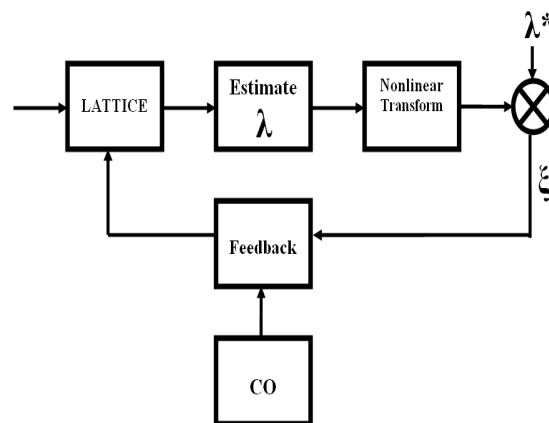 λ*
LATTICE
Estimate
λ
Nonlinear
Transform
ξ
Feedback
CO